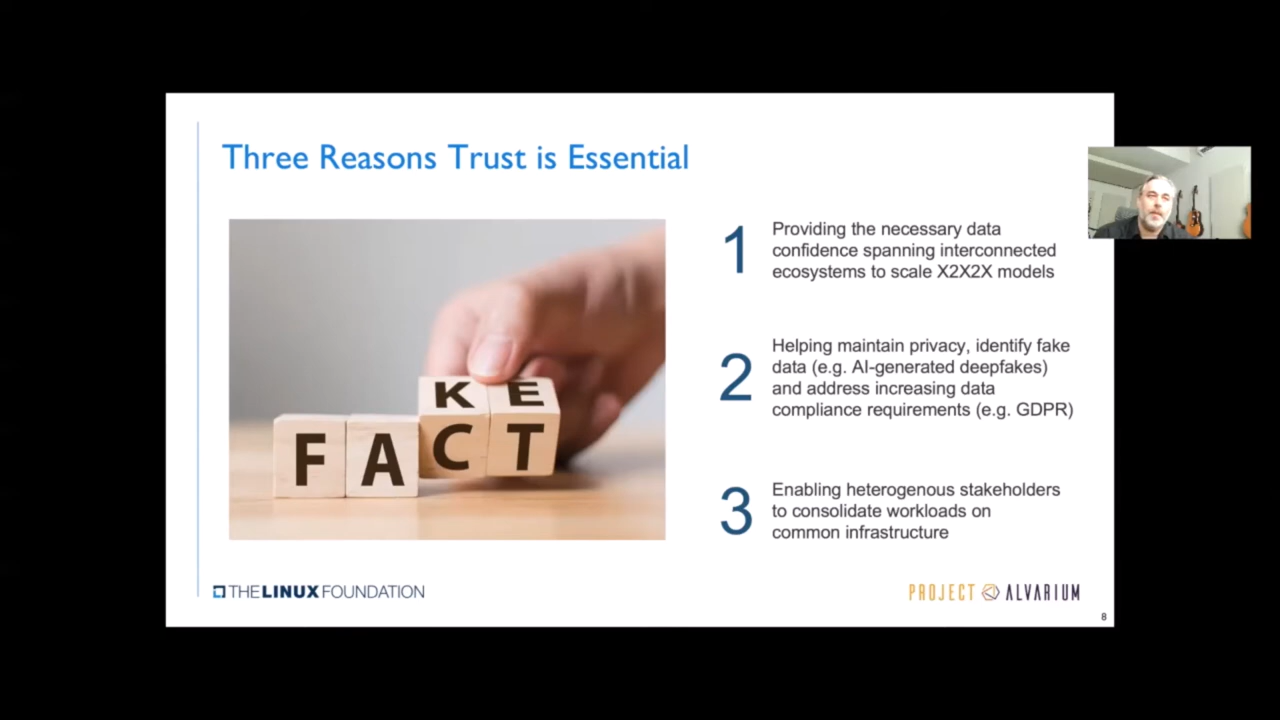 Three Reasons Trust is Essential
KE
FACT
1
Providing the necessary data
confidence spanning interconnected
ecosystems to scale X2X2X models
2
Helping maintain privacy, identify fake
data (e.g. AI-generated deepfakes)
and address increasing data
compliance requirements (e.g. GDPR)
3
Enabling heterogenous stakeholders
to consolidate workloads on
common infrastructure
THE LINUX FOUNDATION
PROJECT ALVARIUM
8